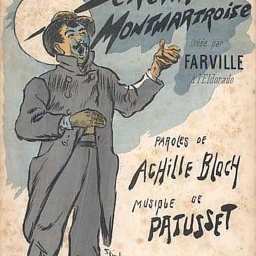 MONTMARTROISE
Créée par
FARVILLE
à l'Eldorado
PAROLES DE
ACHILLE BLOCH
MUSIQUE DE
PATUSSET